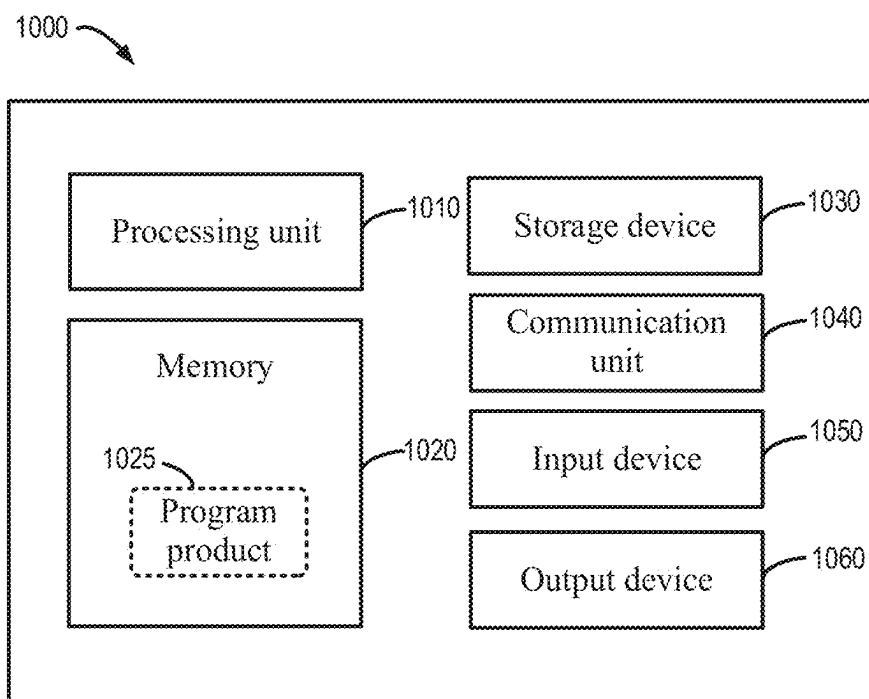 1000
Processing unit
1010
Storage device
1030
Communication
unit
1040
Memory
1020
1025
Program
product
Input device
1050
Output device
1060